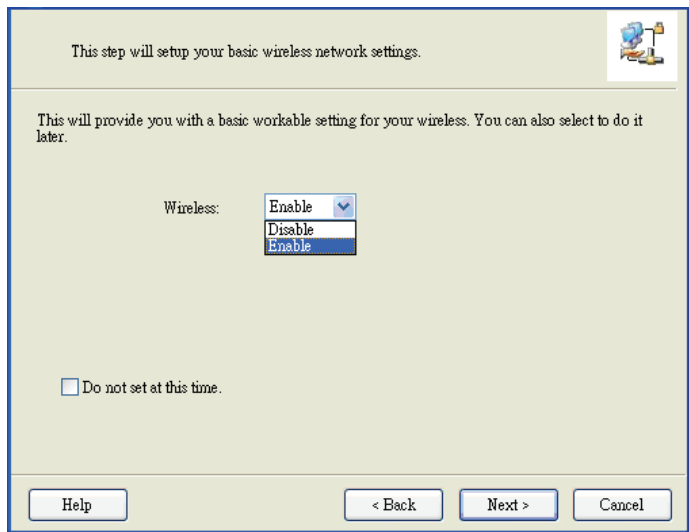 This step will setup your basic wireless network settings.
This will provide you with a basic workable setting for your wireless. You can also select to do it
later.
Wireless:
Enable
Disable
Enable
Do not set at this time.
Help
< Back
Next >
Cancel